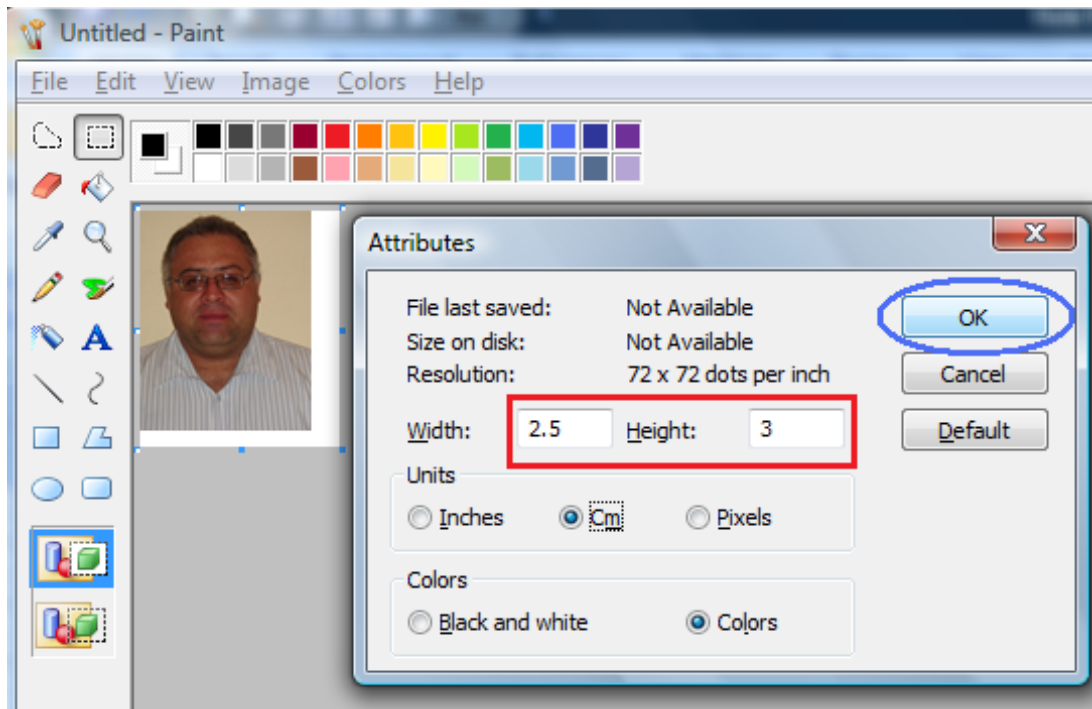 Untitled - Paint
File Edit View Image Colors Help
A
Attributes
X
File last saved: Not Available
Size on disk: Not Available
Resolution: 72 x 72 dots per inch
Width: 2.5 Height: 3
Units
Inches Cm Pixels
Colors
Black and white Colors
OK
Cancel
Default